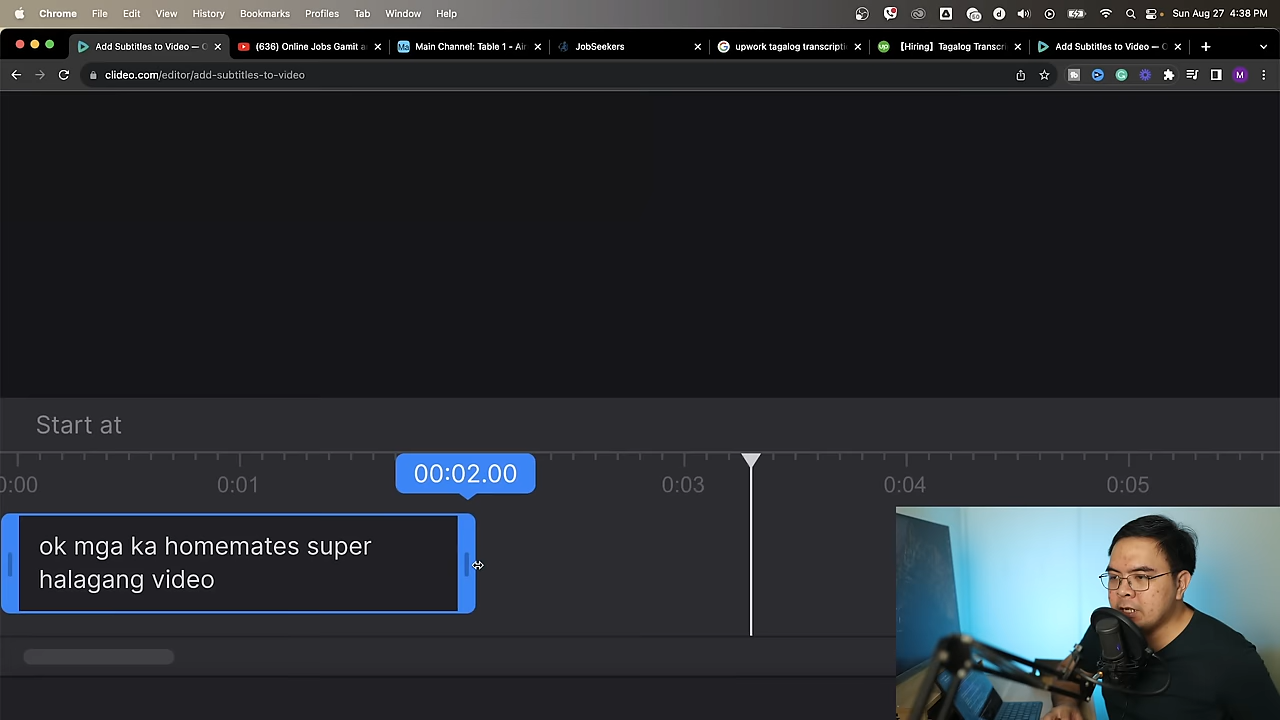 Chrome File Edit View History Bookmarks Profiles Tab Window Help Sun Aug 27 4:38 PM
Add Subtitles to Video — C (636) Online Jobs Gamit a Main Channel: Table 1 - Air JobSeekers upwork tagalog transcripti 【Hiring】Tagalog Transcri Add Subtitles to Video — C
clideo.com/editor/add-subtitles-to-video
Start at
00:02.00
0:00 0:01 0:03 0:04 0:05
ok mga ka homemates super
halagang video